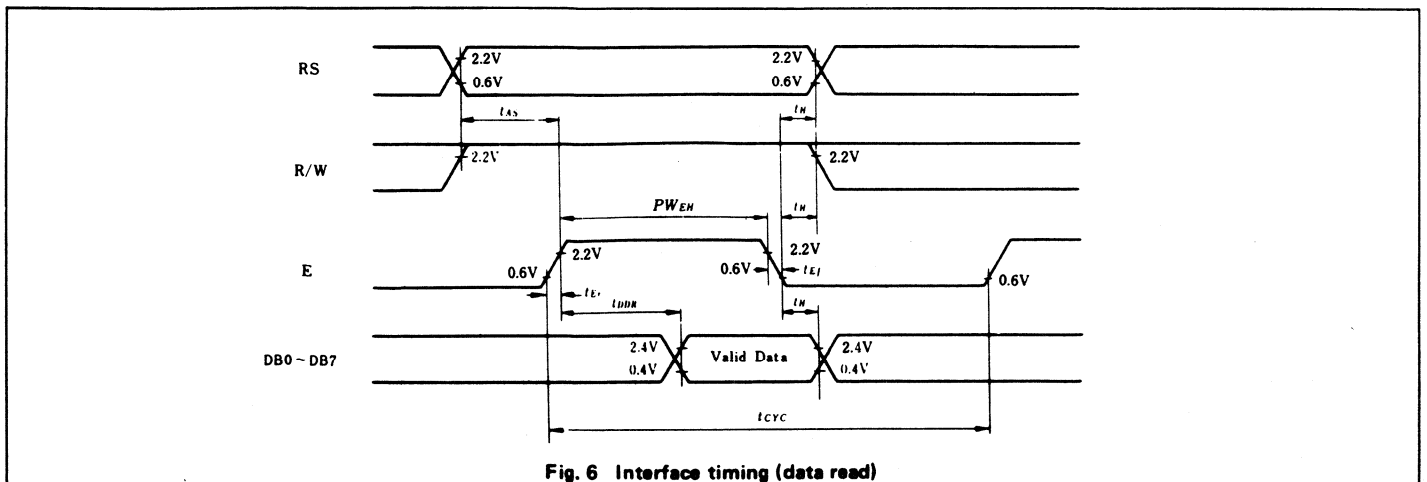 RS
2.2V
0.6V
2.2V
0.6V
tAS
tH
R/W
2.2V
2.2V
PWEH
tH
E
0.6V
2.2V
0.6V
2.2V
tEf
0.6V
tEr
tDDR
tH
DB0 ~ DB7
2.4V
0.4V
Valid Data
2.4V
0.4V
tCYC
Fig. 6 Interface timing (data read)